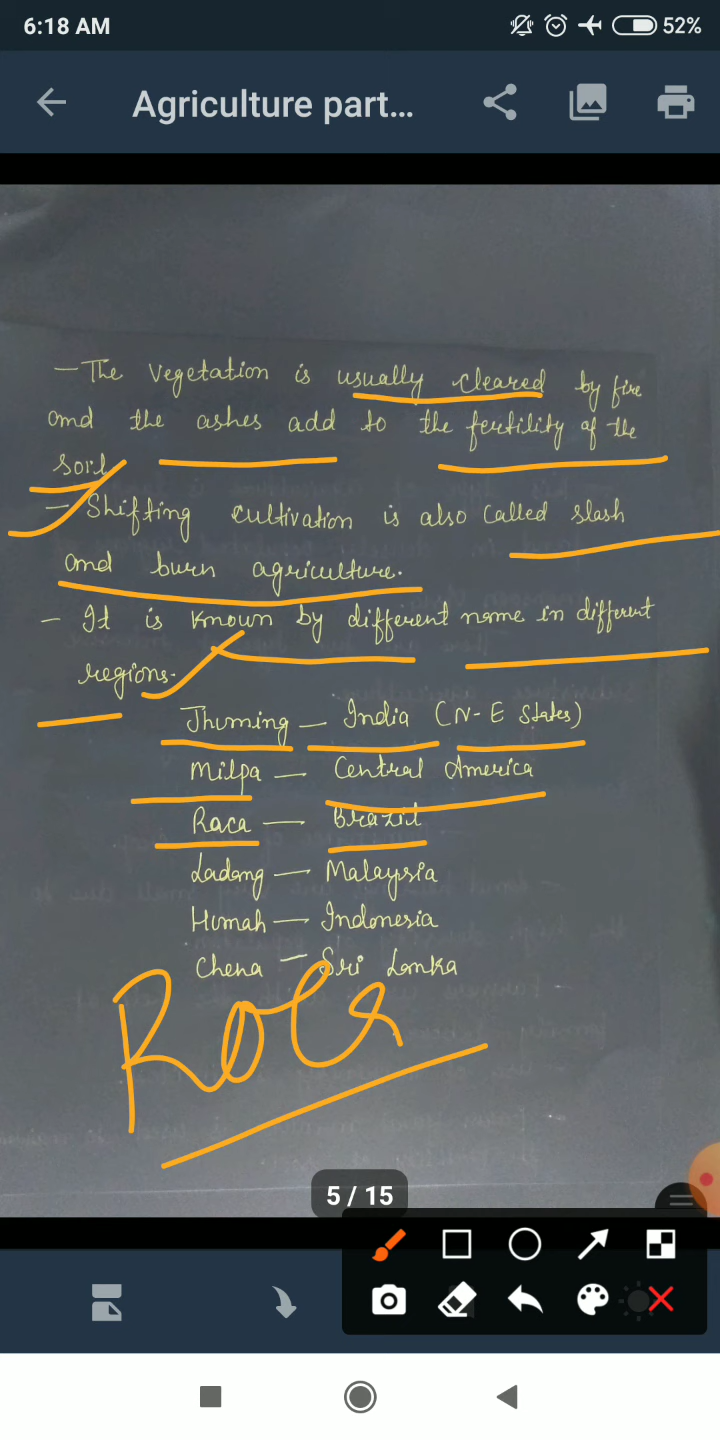 6:18 AM
52%
Agriculture part...
- The vegetation is usually cleared by fire
and the ashes add to the fertility of the
soil
- Shifting cultivation is also called slash
and burn agriculture.
- It is known by different name in different
regions.
Jhuming - India (N-E States)
Milpa - Central America
Raca - Brazil
Ladang - Malaysia
Humah - Indonesia
Chena - Sri Lanka
5 / 15